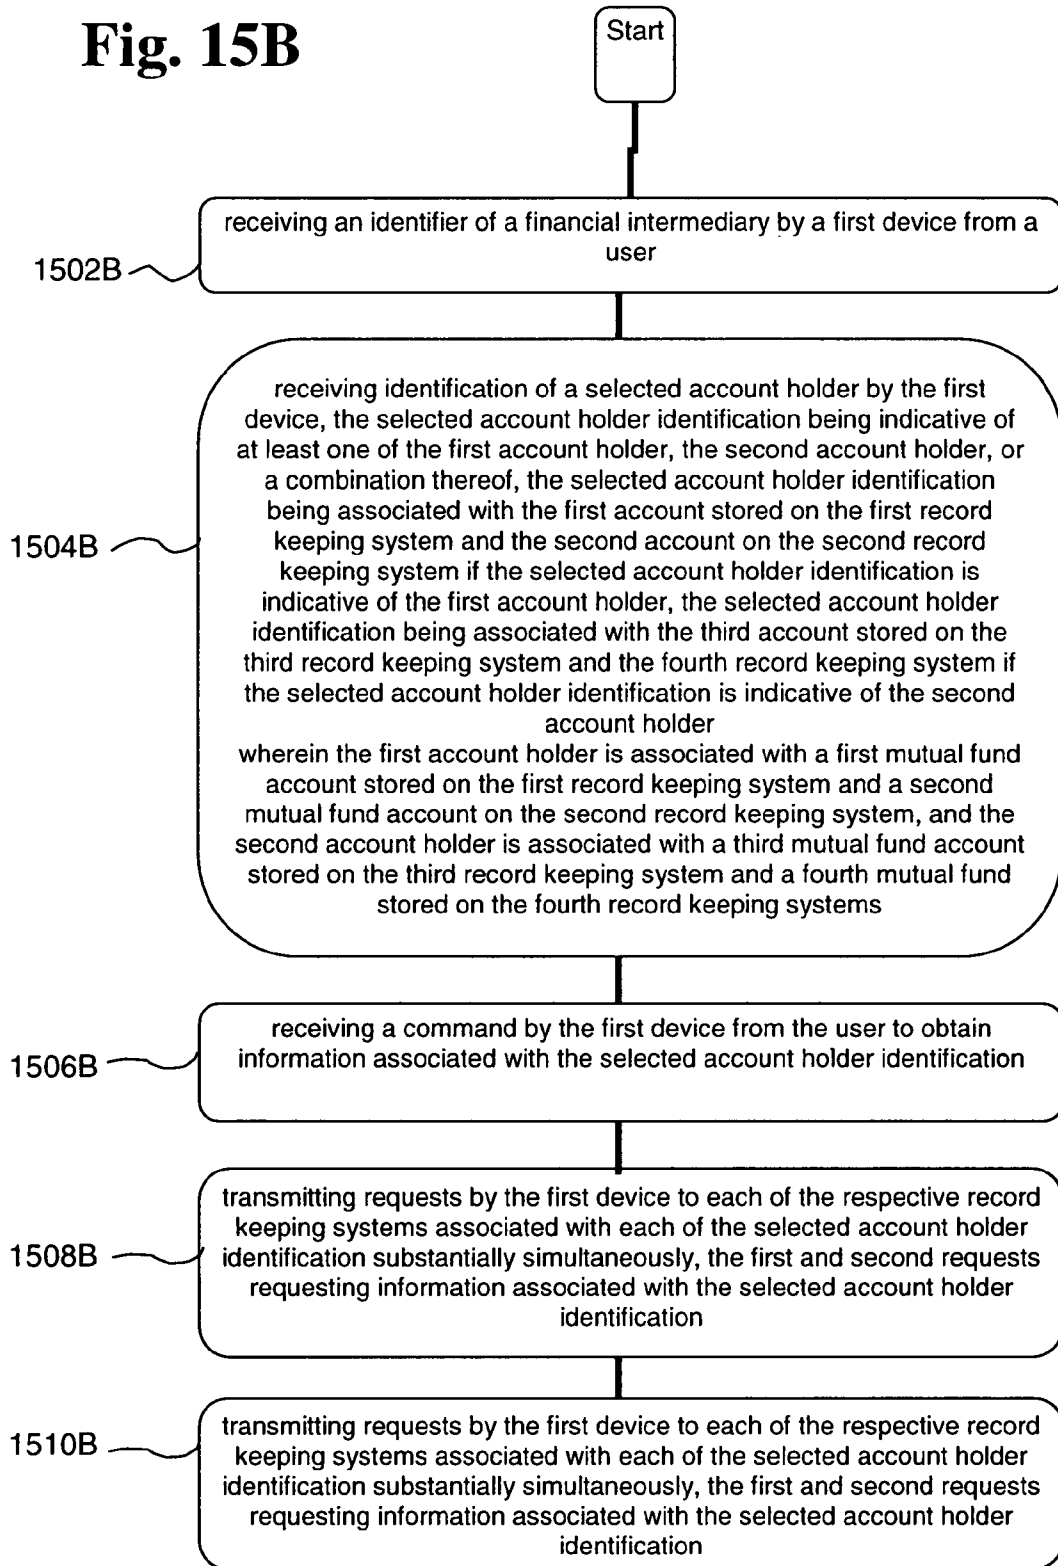 Fig. 15B
Start
receiving an identifier of a financial intermediary by a first device from a
user
1502B
receiving identification of a selected account holder by the first
device, the selected account holder identification being indicative of
at least one of the first account holder, the second account holder, or
a combination thereof, the selected account holder identification
being associated with the first account stored on the first record
keeping system and the second account on the second record
keeping system if the selected account holder identification is
indicative of the first account holder, the selected account holder
identification being associated with the third account stored on the
third record keeping system and the fourth record keeping system if
the selected account holder identification is indicative of the second
account holder
wherein the first account holder is associated with a first mutual fund
account stored on the first record keeping system and a second
mutual fund account on the second record keeping system, and the
second account holder is associated with a third mutual fund account
stored on the third record keeping system and a fourth mutual fund
stored on the fourth record keeping systems
1504B
receiving a command by the first device from the user to obtain
information associated with the selected account holder identification
1506B
transmitting requests by the first device to each of the respective record
keeping systems associated with each of the selected account holder
identification substantially simultaneously, the first and second requests
requesting information associated with the selected account holder
identification
1508B
transmitting requests by the first device to each of the respective record
keeping systems associated with each of the selected account holder
identification substantially simultaneously, the first and second requests
requesting information associated with the selected account holder
identification
1510B